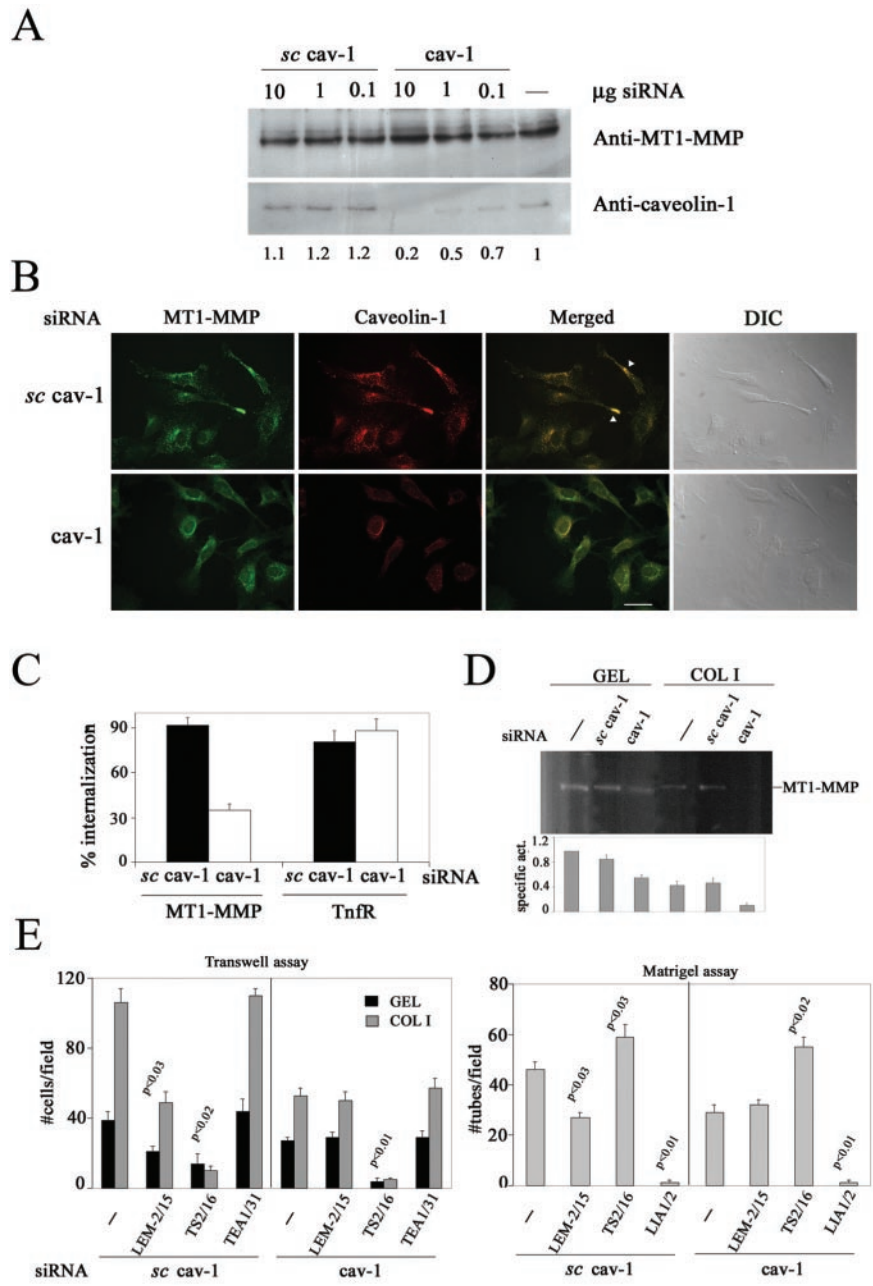 A
sc cav-1 cav-1
10 1 0.1 10 1 0.1 — μg siRNA
Anti-MT1-MMP
Anti-caveolin-1
1.1 1.2 1.2 0.2 0.5 0.7 1
B
siRNA MT1-MMP Caveolin-1 Merged DIC
sc cav-1
cav-1
C
% internalization
90
60
30
0
sc cav-1 cav-1 sc cav-1 cav-1 siRNA
MT1-MMP TnfR
D
GEL COL I
siRNA — sc cav-1 cav-1 — sc cav-1 cav-1
MT1-MMP
specific act.
1.2
0.8
0.4
0
E
Transwell assay
#cells/field
120
80
40
0
GEL
COL I
p<0.03
p<0.02
p<0.01
— LEM-2/15 TS2/16 TEA1/31 — LEM-2/15 TS2/16 TEA1/31
siRNA sc cav-1 cav-1
Matrigel assay
#tubes/field
80
60
40
20
0
p<0.03
p<0.03
p<0.01
p<0.02
p<0.01
— LEM-2/15 TS2/16 LIA1/2 — LEM-2/15 TS2/16 LIA1/2
sc cav-1 cav-1